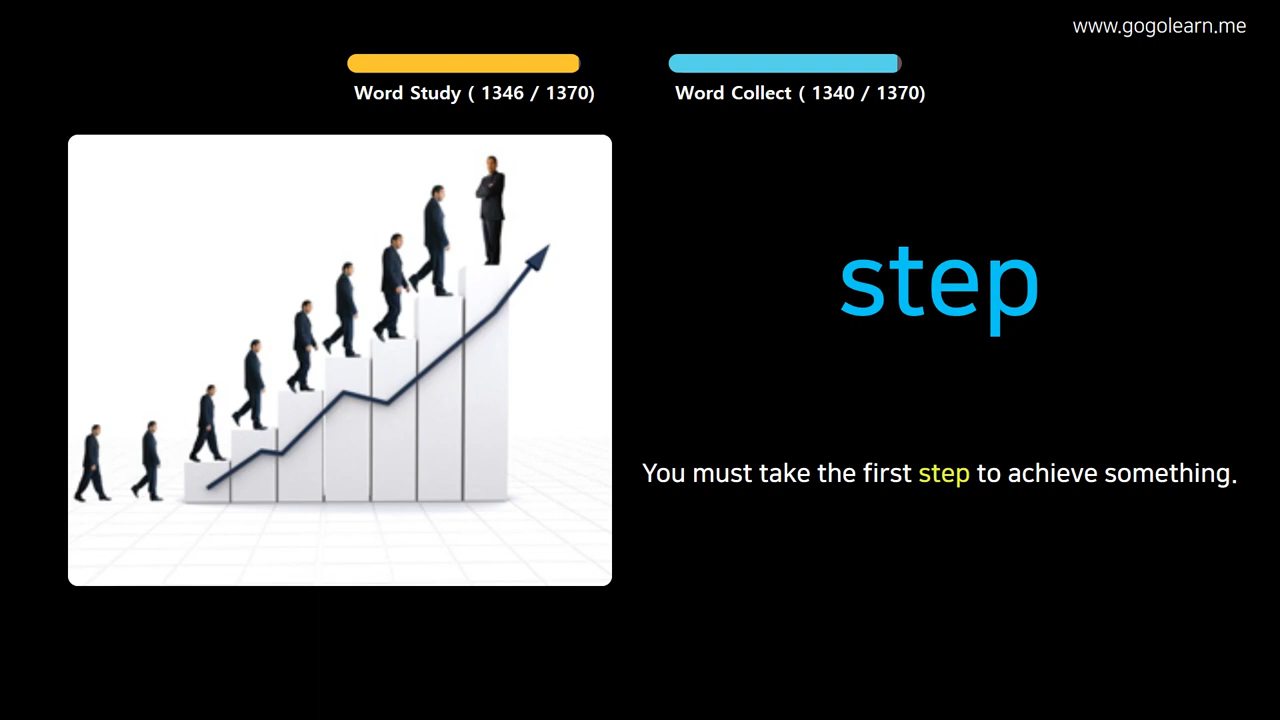 www.gogolearn.me
Word Study ( 1346 / 1370)
Word Collect ( 1340 / 1370)
step
You must take the first step to achieve something.